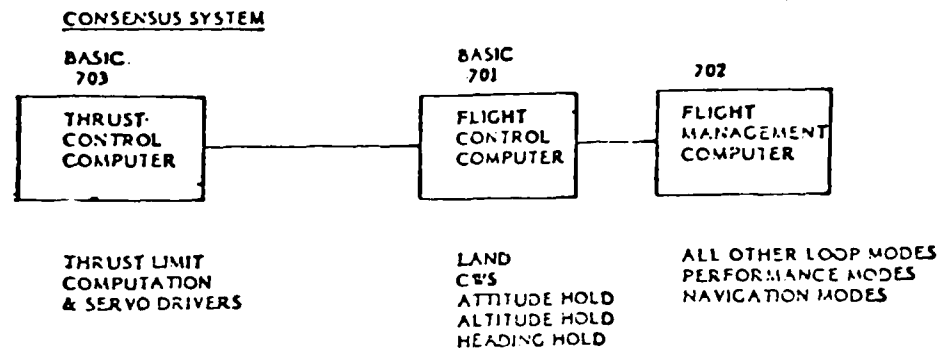 CONSENSUS SYSTEM
BASIC.
703
BASIC
701
702
THRUST-
CONTROL
COMPUTER
FLIGHT
CONTROL
COMPUTER
FLIGHT
MANAGEMENT
COMPUTER
THRUST LIMIT
COMPUTATION
& SERVO DRIVERS
LAND
CWS
ATTITUDE HOLD
ALTITUDE HOLD
HEADING HOLD
ALL OTHER LOOP MODES
PERFORMANCE MODES
NAVIGATION MODES